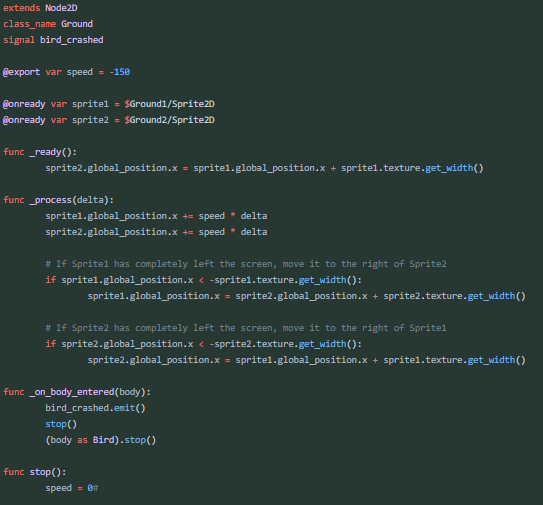 extends Node2D
class_name Ground
signal bird_crashed
@export var speed = -150
@onready var sprite1 = $Ground1/Sprite2D
@onready var sprite2 = $Ground2/Sprite2D
func _ready():
sprite2.global_position.x = sprite1.global_position.x + sprite1.texture.get_width()
func _process(delta):
sprite1.global_position.x += speed * delta
sprite2.global_position.x += speed * delta
# If Sprite1 has completely left the screen, move it to the right of Sprite2
if sprite1.global_position.x < -sprite1.texture.get_width():
sprite1.global_position.x = sprite2.global_position.x + sprite2.texture.get_width()
# If Sprite2 has completely left the screen, move it to the right of Sprite1
if sprite2.global_position.x < -sprite2.texture.get_width():
sprite2.global_position.x = sprite1.global_position.x + sprite1.texture.get_width()
func _on_body_entered(body):
bird_crashed.emit()
stop()
(body as Bird).stop()
func stop():
speed = 0#